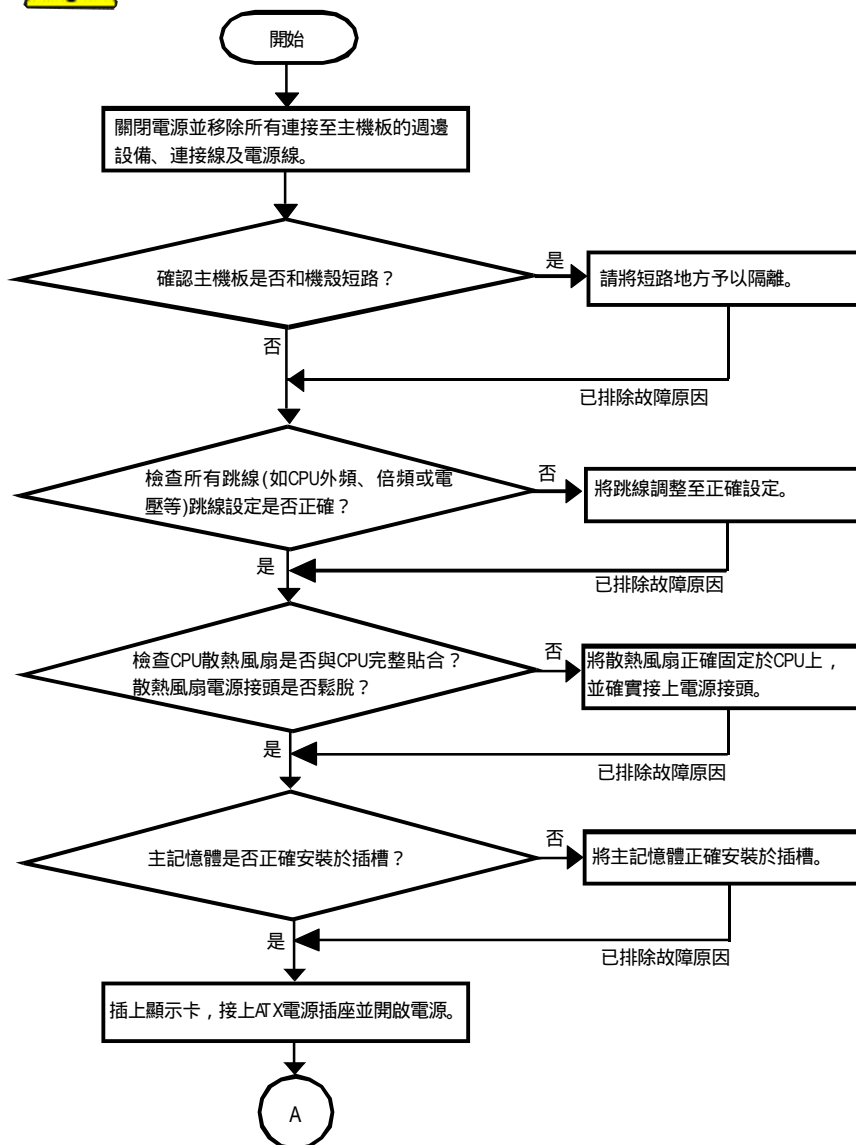 開始
關閉電源並移除所有連接至主機板的週邊
設備、連接線及電源線。
確認主機板是否和機殼短路？
是
請將短路地方予以隔離。
否
已排除故障原因
檢查所有跳線(如CPU外頻、倍頻或電
壓等)跳線設定是否正確？
否
將跳線調整至正確設定。
是
已排除故障原因
檢查CPU散熱風扇是否與CPU完整貼合？
散熱風扇電源接頭是否鬆脫？
否
將散熱風扇正確固定於CPU上，
並確實接上電源接頭。
是
已排除故障原因
主記憶體是否正確安裝於插槽？
否
將主記憶體正確安裝於插槽。
是
已排除故障原因
插上顯示卡，接上ATX電源插座並開啟電源。
A